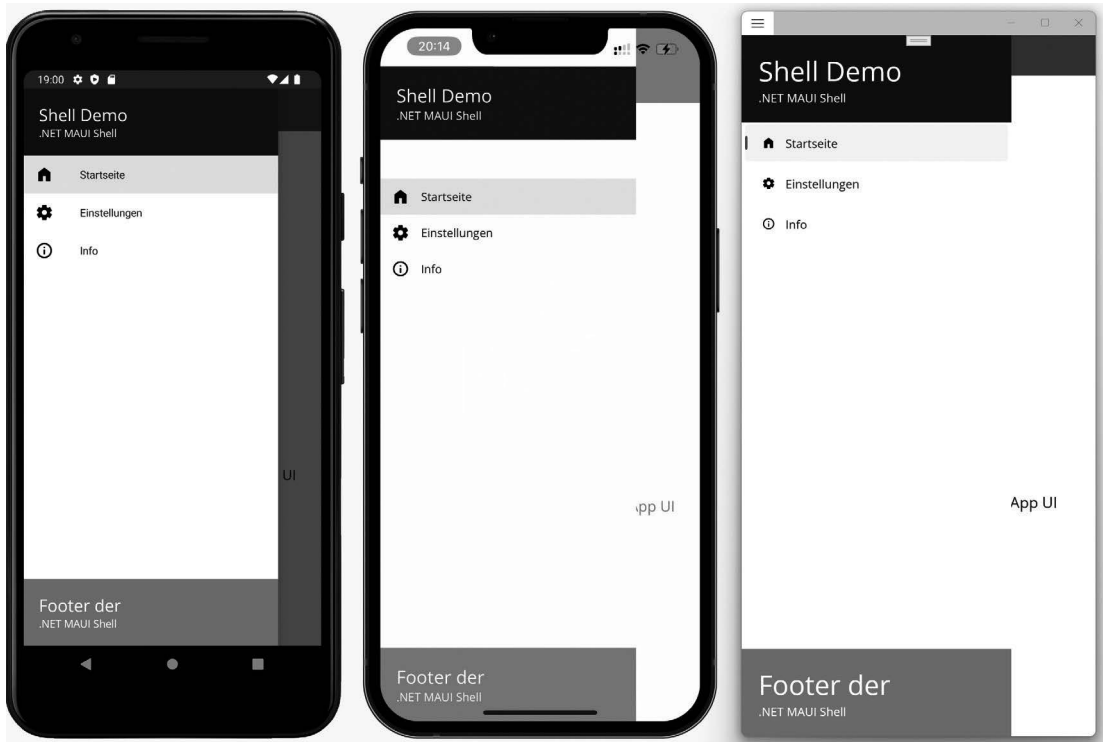 19:00
Shell Demo
.NET MAUI Shell
Startseite
Einstellungen
Info
UI
Footer der
.NET MAUI Shell
20:14
Shell Demo
.NET MAUI Shell
Startseite
Einstellungen
Info
App UI
Footer der
.NET MAUI Shell
Shell Demo
.NET MAUI Shell
Startseite
Einstellungen
Info
App UI
Footer der
.NET MAUI Shell